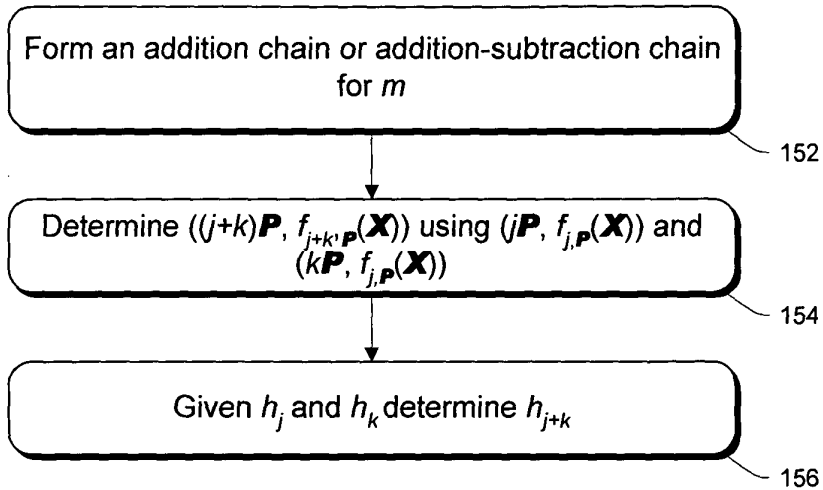 Form an addition chain or addition-subtraction chain
for m
152
Determine ((j+k)P, f_{j+k,P}(X)) using (jP, f_{j,P}(X)) and
(kP, f_{j,P}(X))
154
Given h_j and h_k determine h_{j+k}
156